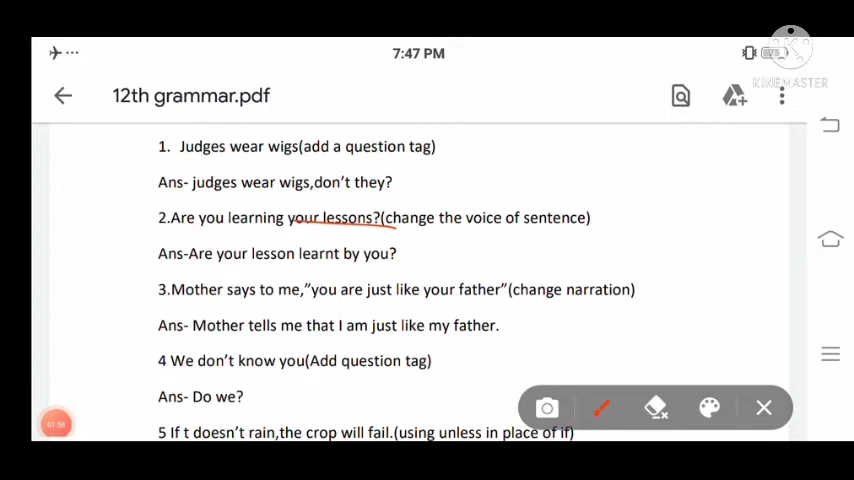 7:47 PM
75
KINEMASTER
12th grammar.pdf
1. Judges wear wigs(add a question tag)
Ans- judges wear wigs,don't they?
2.Are you learning your lessons?(change the voice of sentence)
Ans-Are your lesson learnt by you?
3.Mother says to me,"you are just like your father"(change narration)
Ans- Mother tells me that I am just like my father.
4 We don't know you(Add question tag)
Ans- Do we?
01:58
5 If t doesn't rain,the crop will fail.(using unless in place of if)